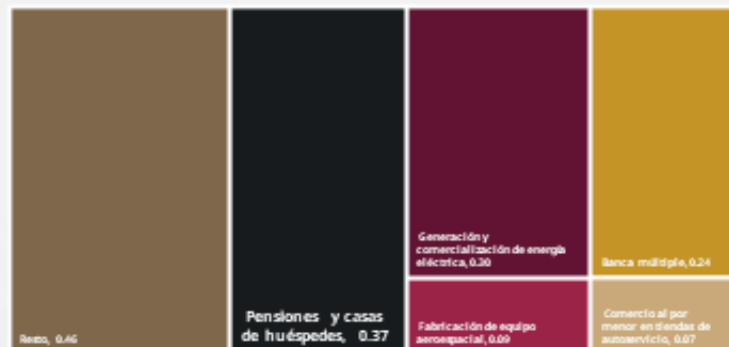 Resto, 0.46
Pensiones y casas
de huéspedes, 0.37
Generación y
comercialización de energía
eléctrica, 0.30
Banca múltiple, 0.24
Fabricación de equipo
aeroespacial, 0.09
Comercio al por
menor en tiendas de
autoservicio, 0.07